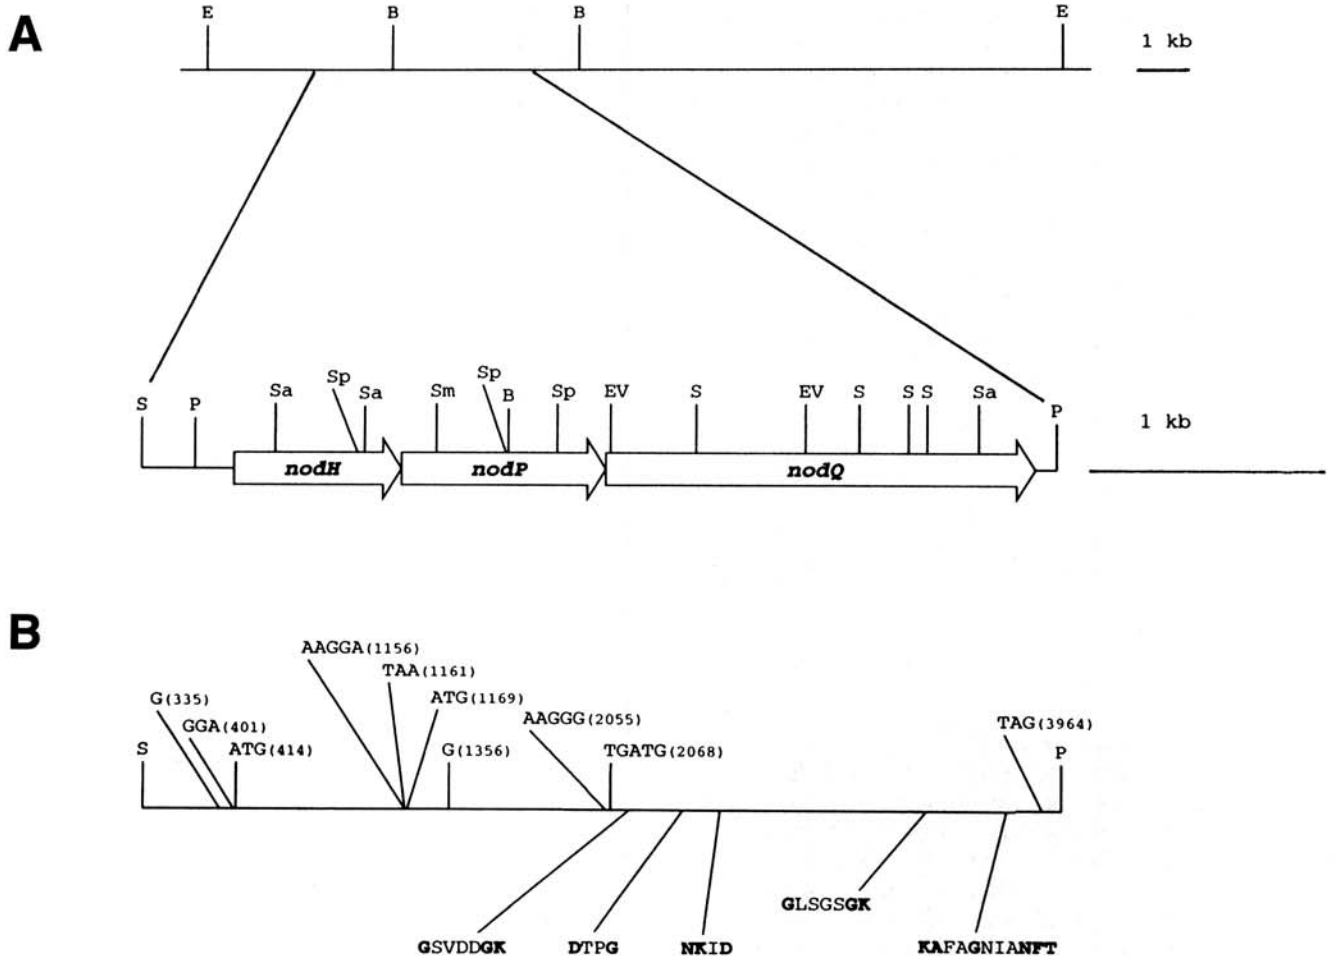 A
E B B E
1 kb
Sp Sp
Sa Sa Sm B Sp EV S EV S S S Sa
S P P
1 kb
nodH nodP nodQ
B
AAGGA(1156)
TAA(1161)
G(335) ATG(1169)
GGA(401) AAGGG(2055) TAG(3964)
S ATG(414) G(1356) TGATG(2068) P
GLSGSGK
GSVDDGK DTPG NKID KAFAGNIANFT